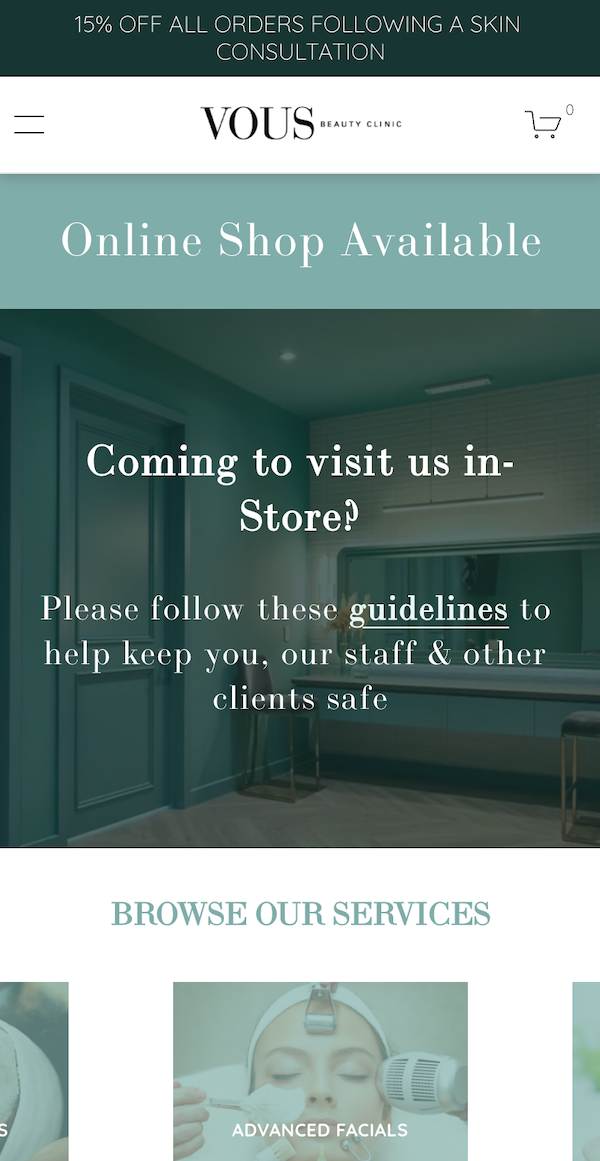 15% OFF ALL ORDERS FOLLOWING A SKIN
CONSULTATION
VOUS BEAUTY CLINIC
0
Online Shop Available
Coming to visit us in-
Store?
Please follow these guidelines to
help keep you, our staff & other
clients safe
BROWSE OUR SERVICES
S
ADVANCED FACIALS